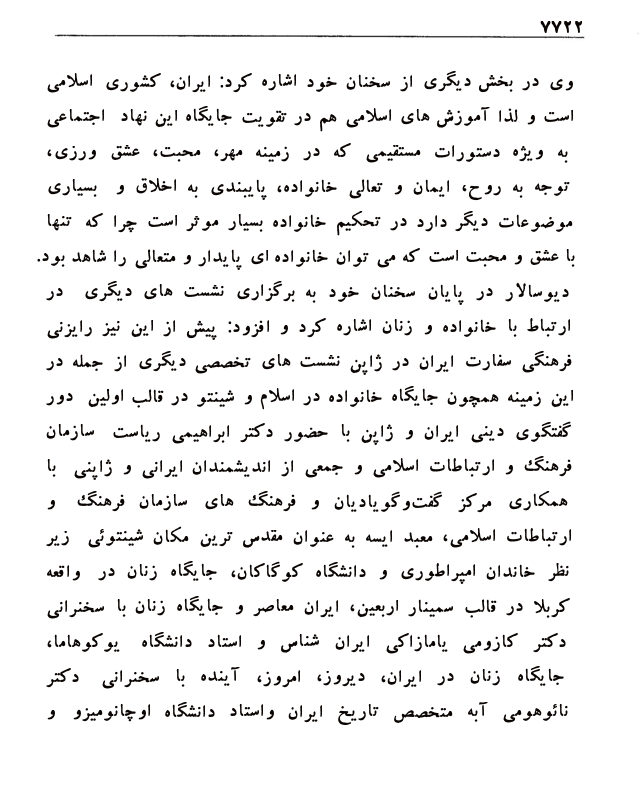 ۷۷۲۲
وی در بخش دیگری از سخنان خود اشاره کرد: ایران، کشوری اسلامی
است و لذا آموزش های اسلامی هم در تقویت جایگاه این نهاد اجتماعی
به ویژه دستورات مستقیمی که در زمینه مهر، محبت، عشق ورزی،
توجه به روح، ایمان و تعالی خانواده، پایبندی به اخلاق و بسیاری
موضوعات دیگر دارد در تحکیم خانواده بسیار موثر است چرا که تنها
با عشق و محبت است که می توان خانواده ای پایدار و متعالی را شاهد بود.
دیوسالار در پایان سخنان خود به برگزاری نشست های دیگری در
ارتباط با خانواده و زنان اشاره کرد و افزود: پیش از این نیز رایزنی
فرهنگی سفارت ایران در ژاپن نشست های تخصصی دیگری از جمله در
این زمینه همچون جایگاه خانواده در اسلام و شینتو در قالب اولین دور
گفتگوی دینی ایران و ژاپن با حضور دکتر ابراهیمی ریاست سازمان
فرهنگ و ارتباطات اسلامی و جمعی از اندیشمندان ایرانی و ژاپنی با
همکاری مرکز گفت‌وگویادیان و فرهنگ های سازمان فرهنگ و
ارتباطات اسلامی، معبد ایسه به عنوان مقدس ترین مکان شینتوئی زیر
نظر خاندان امپراطوری و دانشگاه کوگاکان، جایگاه زنان در واقعه
کربلا در قالب سمینار اربعین، ایران معاصر و جایگاه زنان با سخنرانی
دکتر کازومی یامازاکی ایران شناس و استاد دانشگاه یوکوهاما،
جایگاه زنان در ایران، دیروز، امروز، آینده با سخنرانی دکتر
نائوهومی آبه متخصص تاریخ ایران واستاد دانشگاه اوچانومیزو و